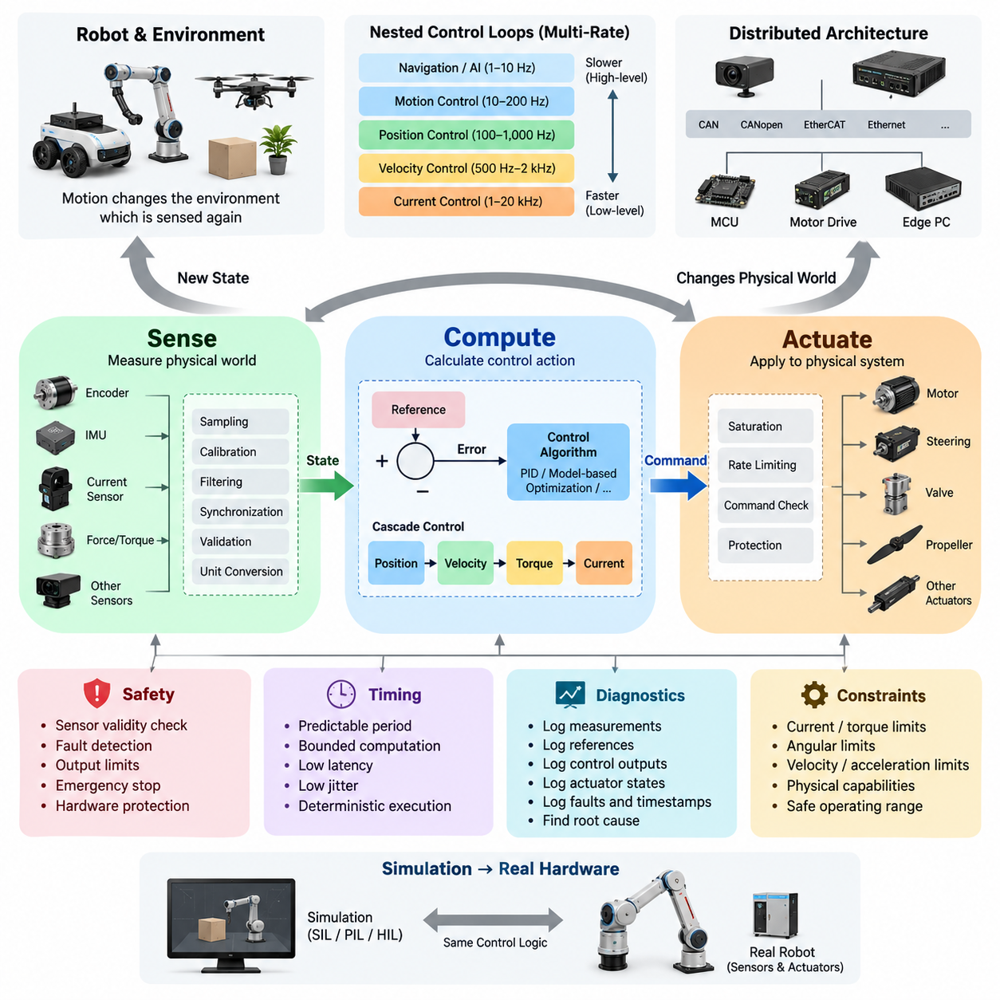 Robot & Environment
Motion changes the environment
which is sensed again
Nested Control Loops (Multi-Rate)
Navigation / AI (1–10 Hz)
Motion Control (10–200 Hz)
Position Control (100–1,000 Hz)
Velocity Control (500 Hz–2 kHz)
Current Control (1–20 kHz)
Slower
(High-level)
Faster
(Low-level)
Distributed Architecture
CAN
CANopen
EtherCAT
Ethernet
...
MCU
Motor Drive
Edge PC
New State
Changes Physical World
Sense
Measure physical world
Encoder
IMU
Current
Sensor
Force/Torque
Other
Sensors
Sampling
Calibration
Filtering
Synchronization
Validation
Unit Conversion
State
Compute
Calculate control action
Reference
+
−
Error
Control
Algorithm
PID / Model-based
Optimization / ...
Cascade Control
Position
Velocity
Torque
Current
Command
Actuate
Apply to physical system
Saturation
Rate Limiting
Command Check
Protection
Motor
Steering
Valve
Propeller
Other
Actuators
Safety
• Sensor validity check
• Fault detection
• Output limits
• Emergency stop
• Hardware protection
Timing
• Predictable period
• Bounded computation
• Low latency
• Low jitter
• Deterministic execution
Diagnostics
• Log measurements
• Log references
• Log control outputs
• Log actuator states
• Log faults and timestamps
• Find root cause
Constraints
• Current / torque limits
• Angular limits
• Velocity / acceleration limits
• Physical capabilities
• Safe operating range
Simulation → Real Hardware
Simulation
(SIL / PIL / HIL)
Same Control Logic
Real Robot
(Sensors & Actuators)